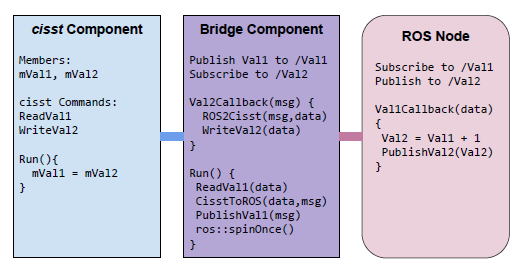 cisst Component
Members:
mVal1, mVal2
cisst Commands:
ReadVal1
WriteVal2
Run(){
mVal1 = mVal2
}
Bridge Component
Publish Val1 to /Val1
Subscribe to /Val2
Val2Callback(msg) {
ROS2Cisst(msg,data)
WriteVal2(data)
}
Run() {
ReadVal1(data)
CisstToROS(data,msg)
PublishVal1(msg)
ros::spinOnce()
}
ROS Node
Subscribe to /Val1
Publish to /Val2
Val1Callback(data)
{
Val2 = Val1 + 1
PublishVal2(Val2)
}